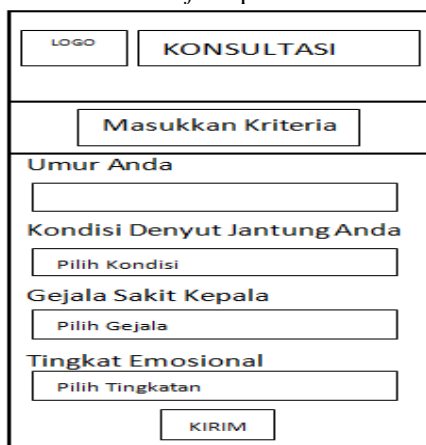 LOGO
KONSULTASI
Masukkan Kriteria
Umur Anda
Kondisi Denyut Jantung Anda
Pilih Kondisi
Gejala Sakit Kepala
Pilih Gejala
Tingkat Emosional
Pilih Tingkatan
KIRIM